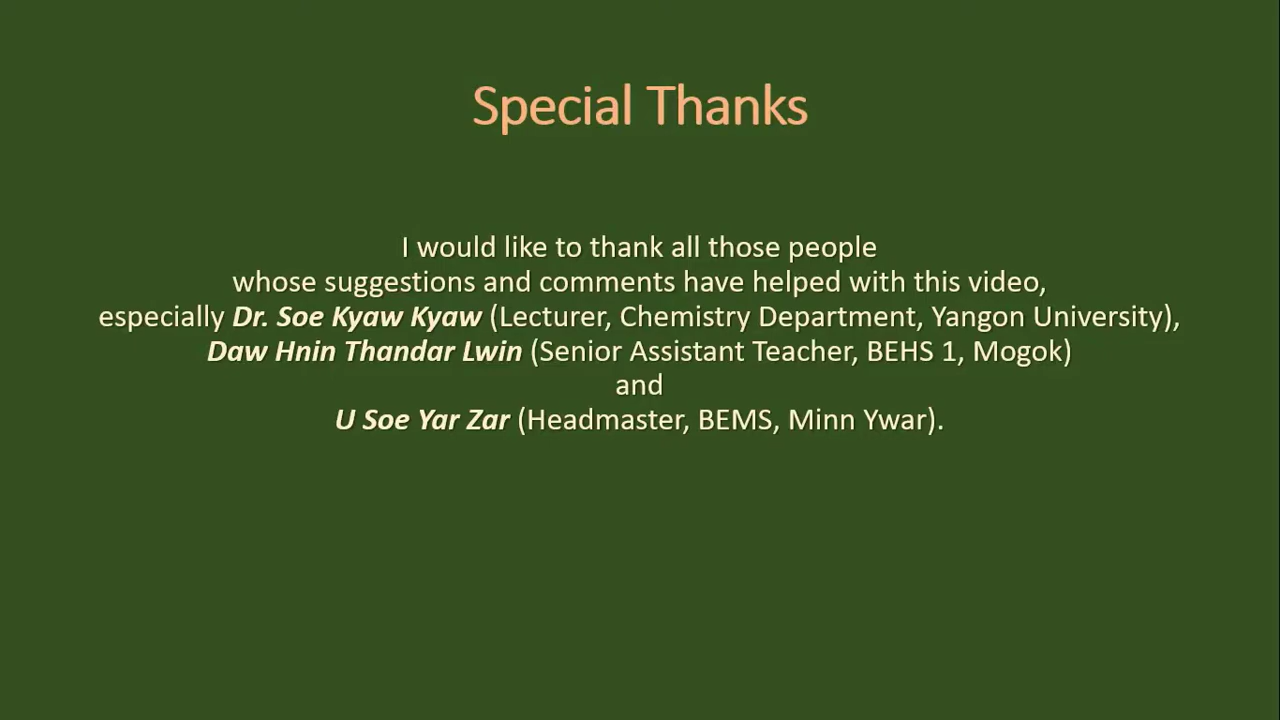 Special Thanks
I would like to thank all those people
whose suggestions and comments have helped with this video,
especially Dr. Soe Kyaw Kyaw (Lecturer, Chemistry Department, Yangon University),
Daw Hnin Thandar Lwin (Senior Assistant Teacher, BEHS 1, Mogok)
and
U Soe Yar Zar (Headmaster, BEMS, Minn Ywar).